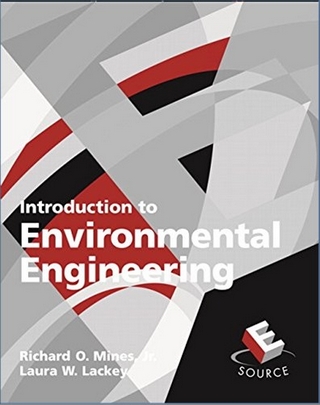 Introduction to
Environmental
Engineering
Richard O. Mines, Jr.
Laura W. Lackey
E
SOURCE